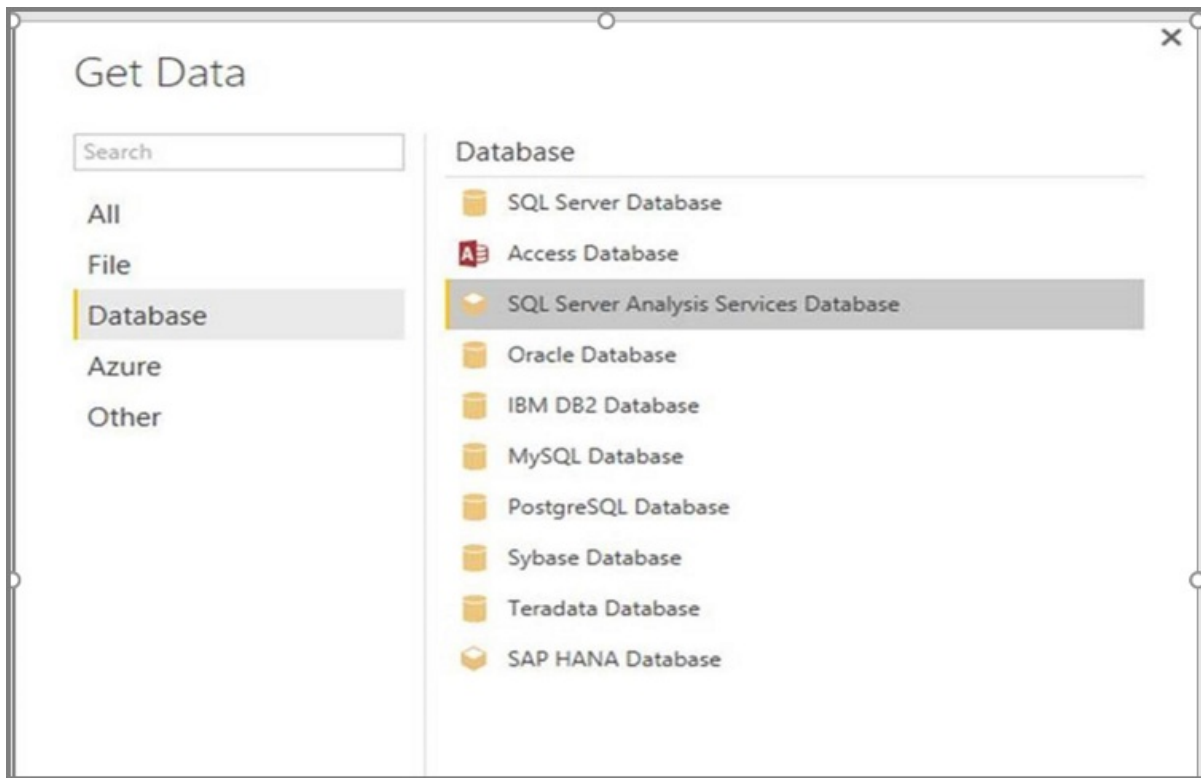 Get Data
Search
All
File
Database
Azure
Other
Database
SQL Server Database
Access Database
SQL Server Analysis Services Database
Oracle Database
IBM DB2 Database
MySQL Database
PostgreSQL Database
Sybase Database
Teradata Database
SAP HANA Database